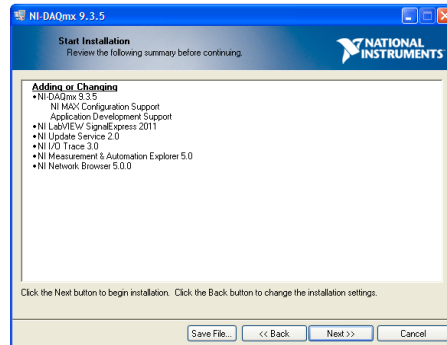 NI-DAQmx 9.3.5
Start Installation
Review the following summary before continuing.
NATIONAL
INSTRUMENTS
Adding or Changing
•NI-DAQmx 9.3.5
NI MAX Configuration Support
Application Development Support
•NI LabVIEW SignalExpress 2011
•NI Update Service 2.0
•NI I/O Trace 3.0
•NI Measurement & Automation Explorer 5.0
•NI Network Browser 5.0.0
Click the Next button to begin installation. Click the Back button to change the installation settings.
Save File...
<< Back
Next >>
Cancel